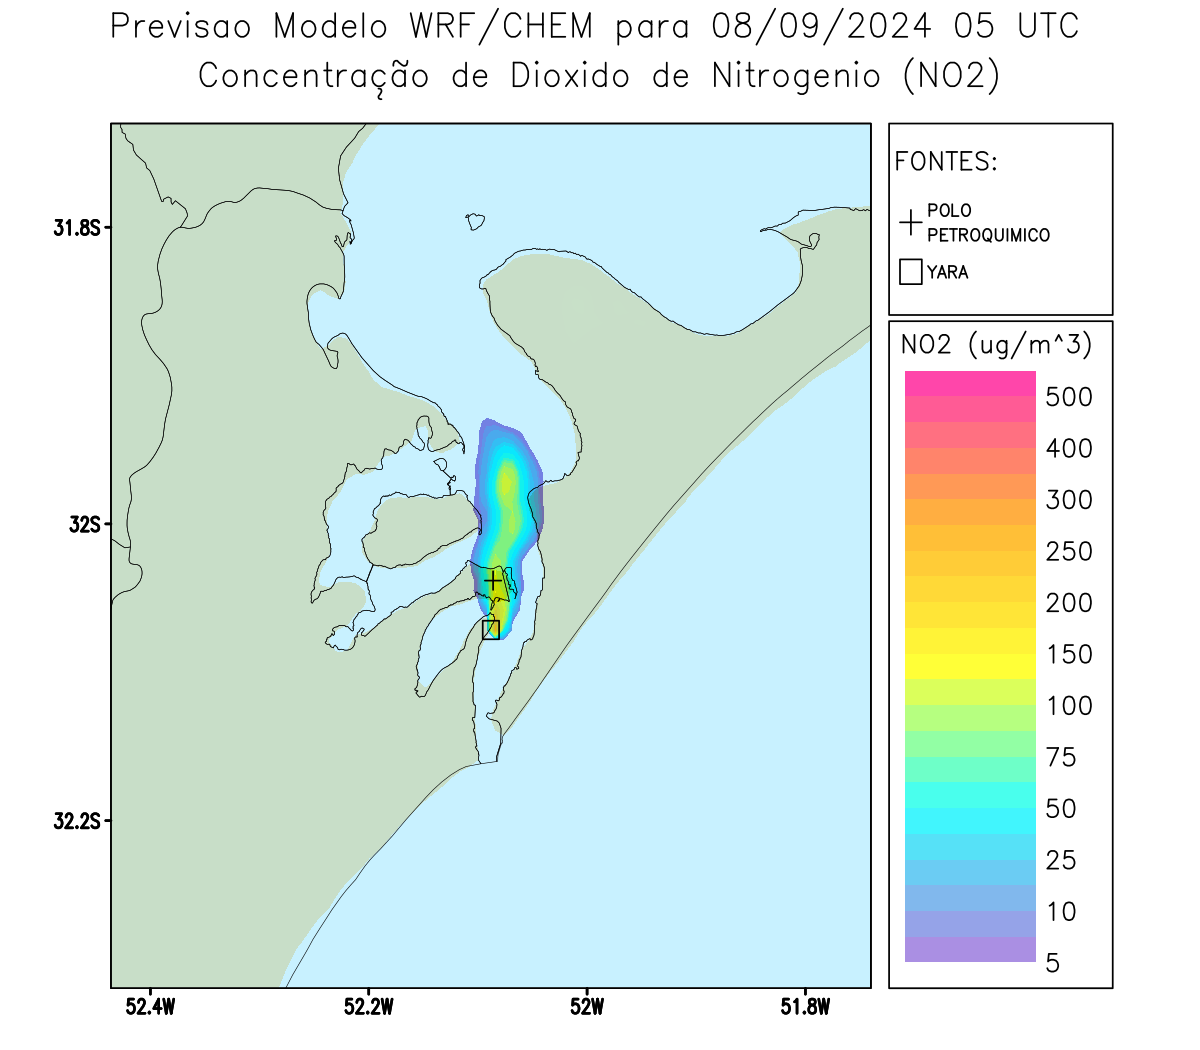 Previsao Modelo WRF/CHEM para 08/09/2024 05 UTC
Concentração de Dioxido de Nitrogenio (NO2)
FONTES:
POLO
PETROQUIMICO
YARA
NO2 (ug/m^3)
500
400
300
250
200
150
100
75
50
25
10
5
31.8S
32S
32.2S
52.4W
52.2W
52W
51.8W